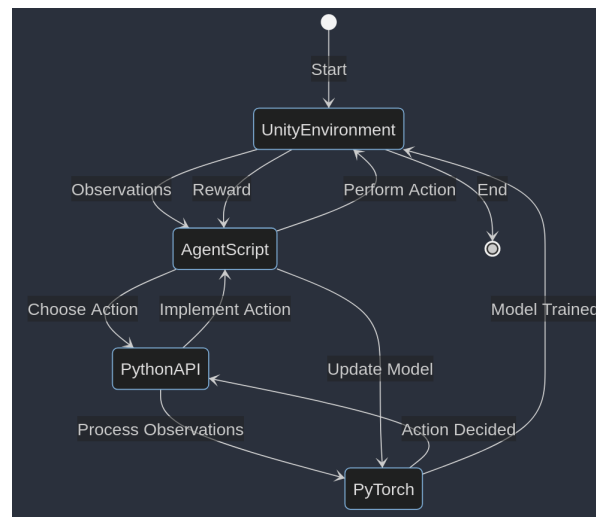 Start
UnityEnvironment
Observations
Reward
Perform Action
End
AgentScript
Choose Action
Implement Action
Model Trained
PythonAPI
Update Model
Process Observations
Action Decided
PyTorch